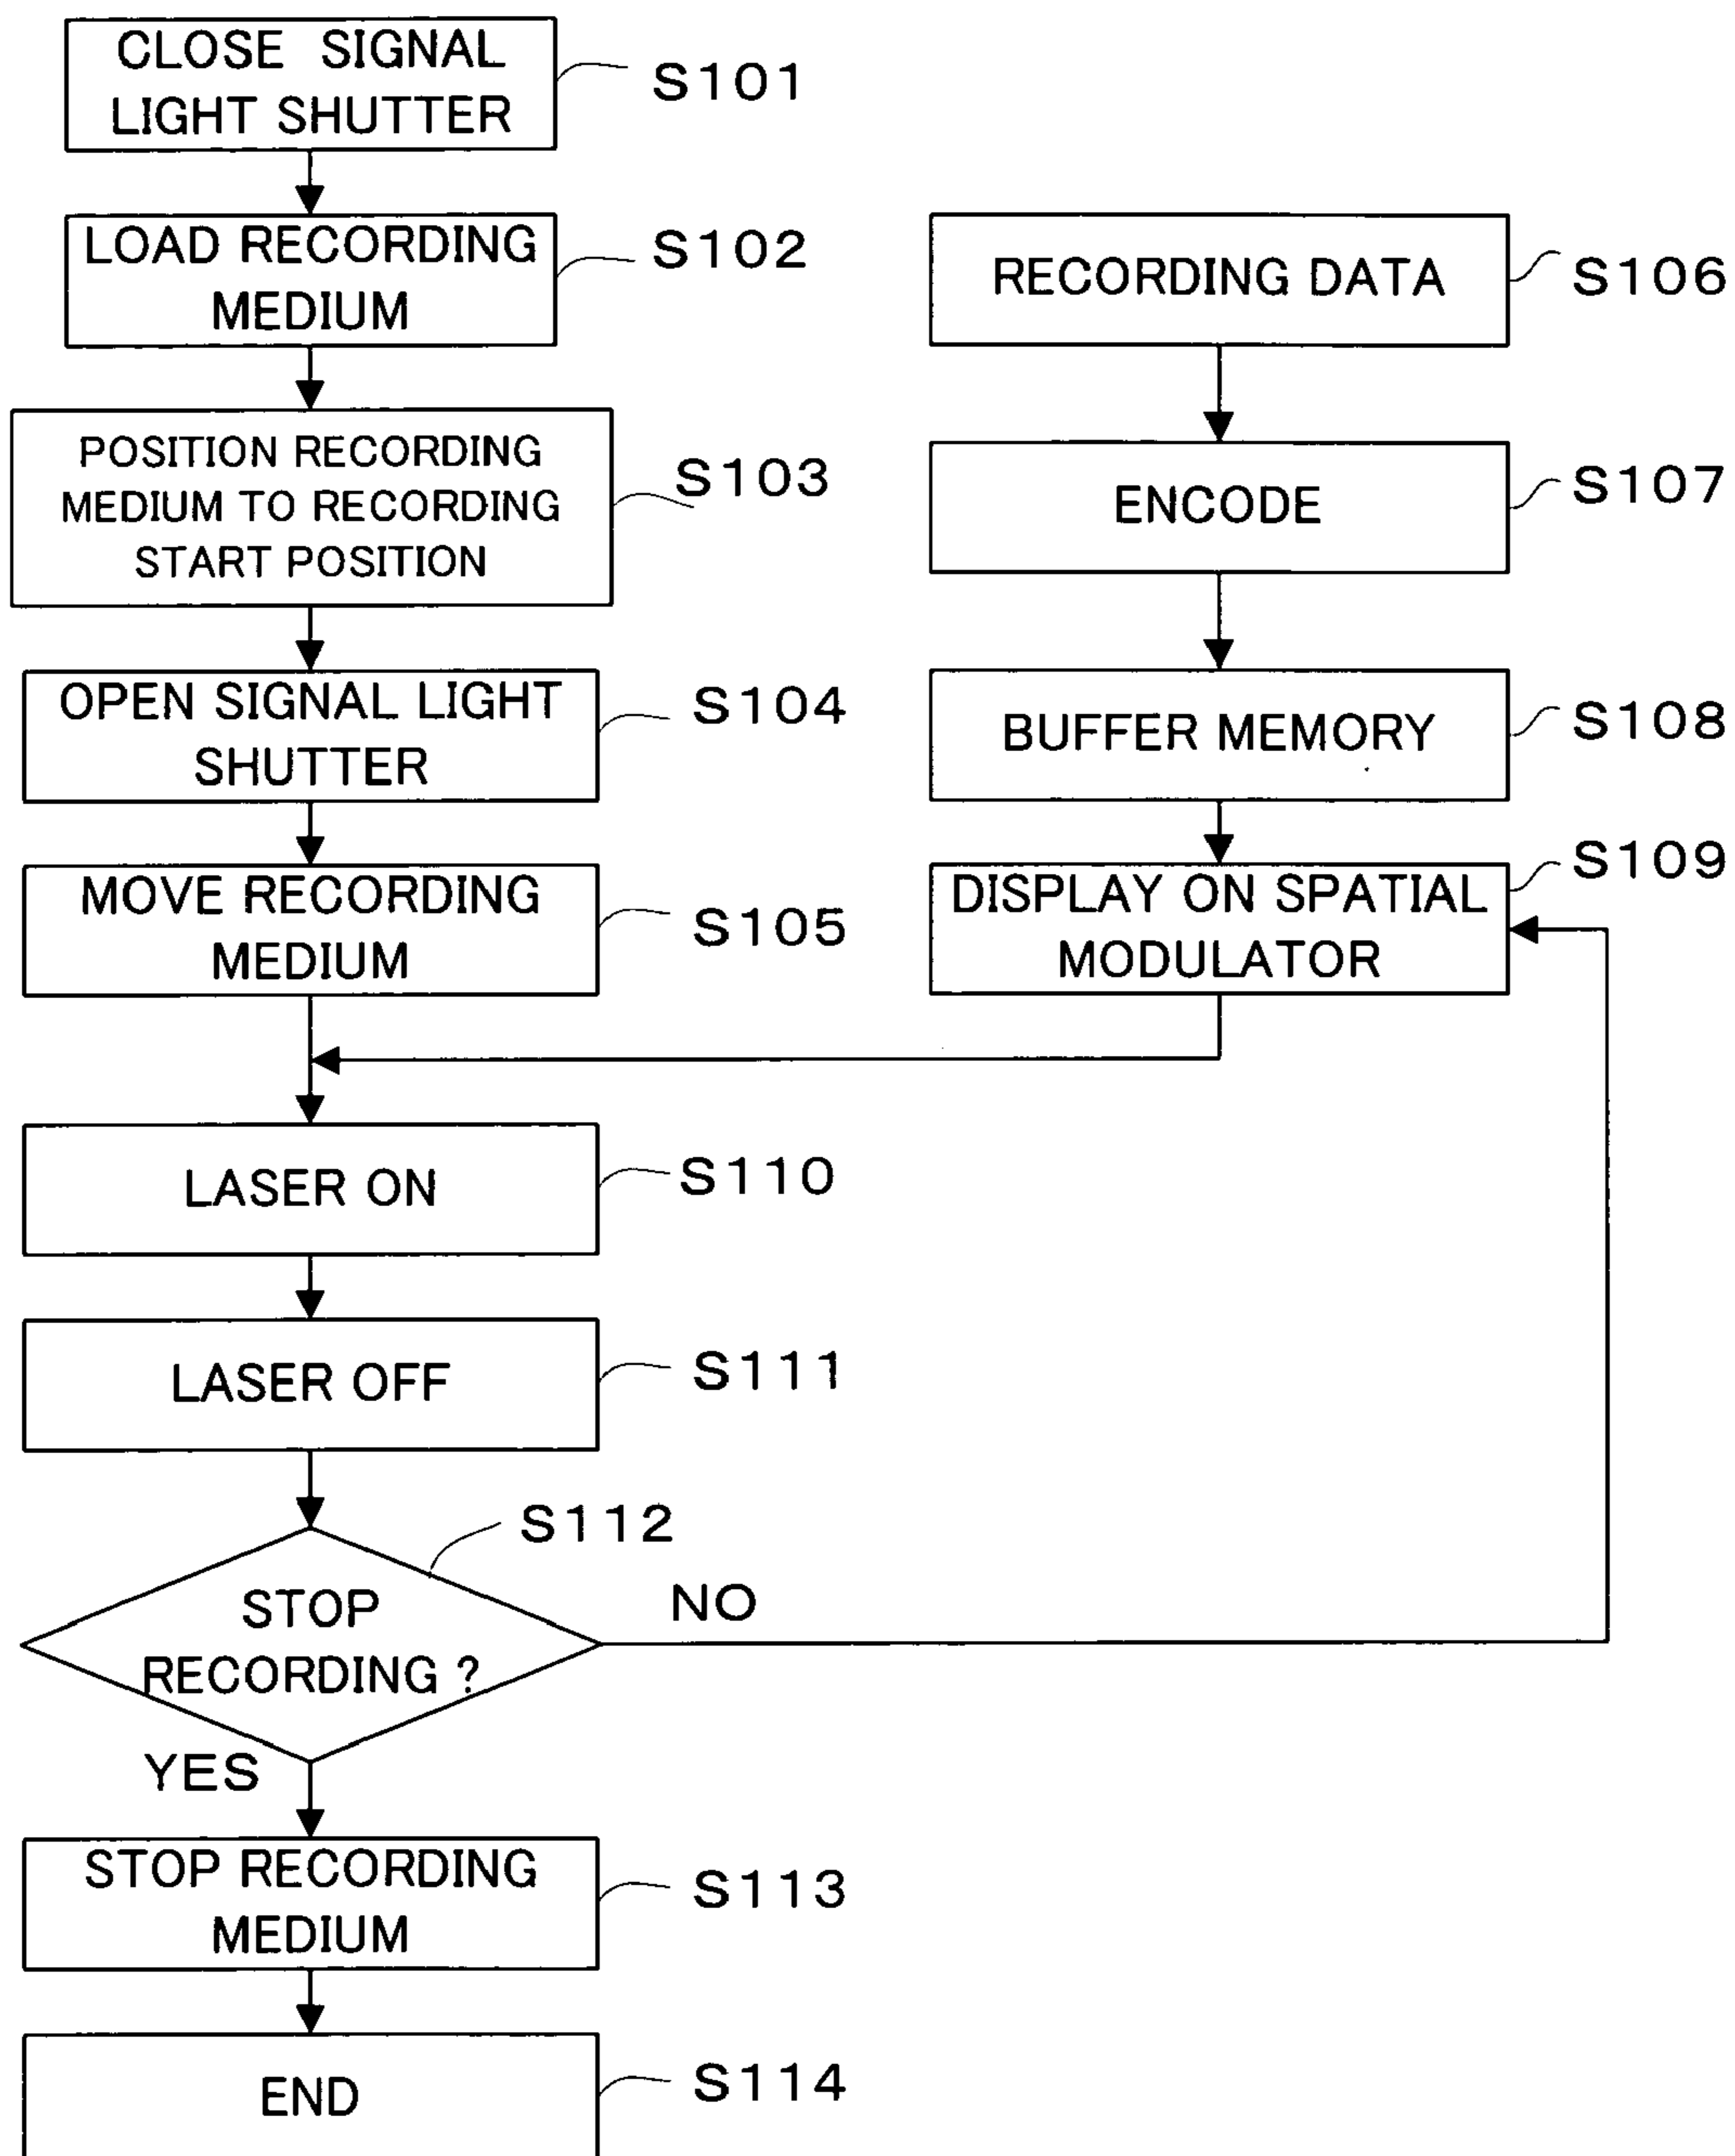 CLOSE SIGNAL
LIGHT SHUTTER
S101
LOAD RECORDING
MEDIUM
S102
POSITION RECORDING
MEDIUM TO RECORDING
START POSITION
S103
OPEN SIGNAL LIGHT
SHUTTER
S104
MOVE RECORDING
MEDIUM
S105
RECORDING DATA
S106
ENCODE
S107
BUFFER MEMORY
S108
DISPLAY ON SPATIAL
MODULATOR
S109
LASER ON
S110
LASER OFF
S111
STOP
RECORDING ?
S112
NO
YES
STOP RECORDING
MEDIUM
S113
END
S114